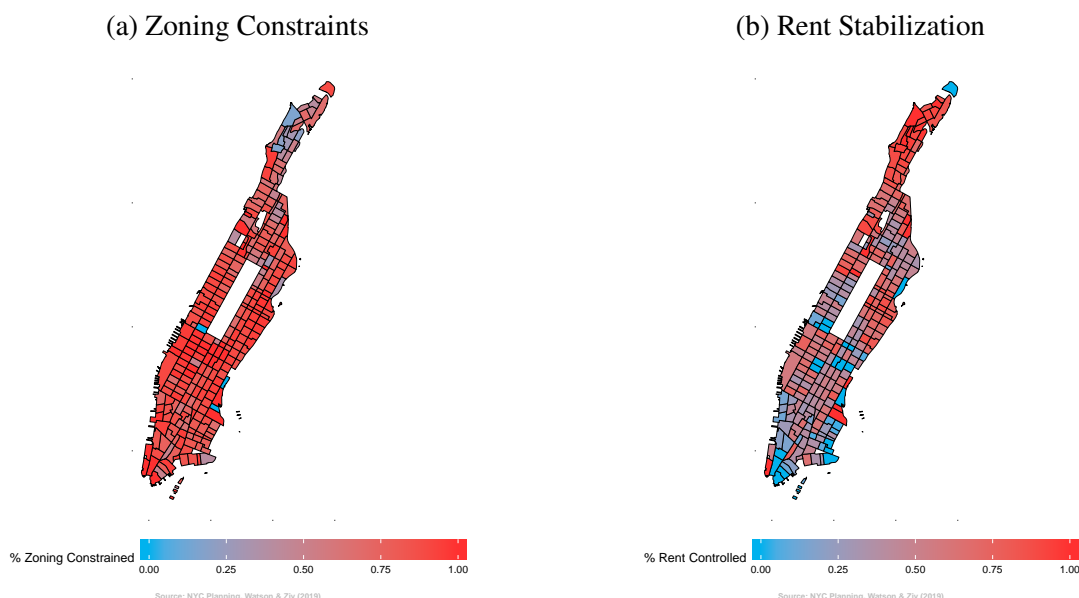 (a) Zoning Constraints
(b) Rent Stabilization
% Zoning Constrained
0.00 0.25 0.50 0.75 1.00
Source: NYC Planning, Watson & Ziv (2019)
% Rent Controlled
0.00 0.25 0.50 0.75 1.00
Source: NYC Planning, Watson & Ziv (2019)